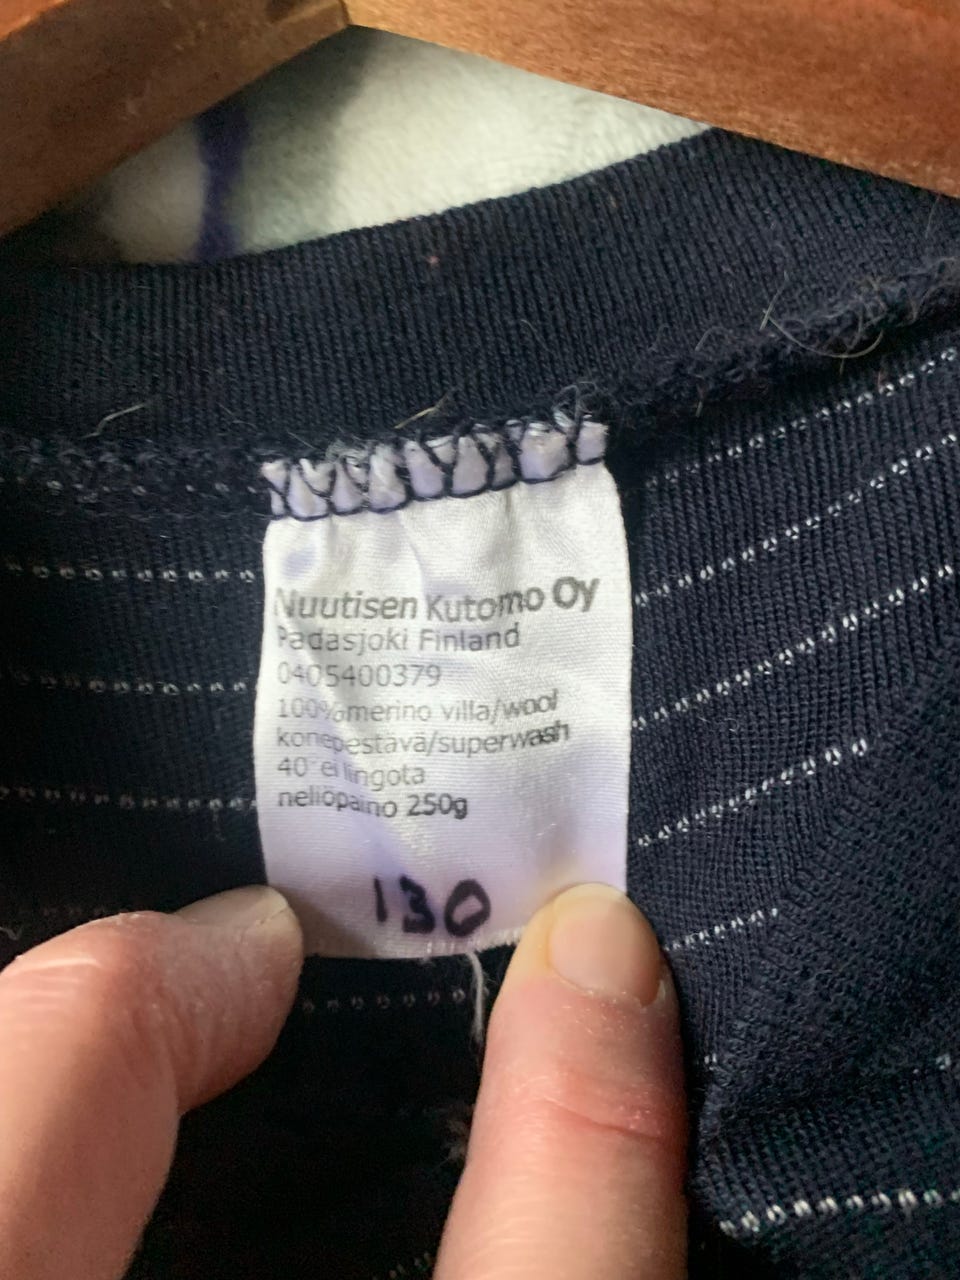 Nuutisen Kutomo Oy
Padasjoki Finland
0405400379
100%merino villa/wool
konepestävä/superwash
40° ei lingota
neliöpaino 250g
130